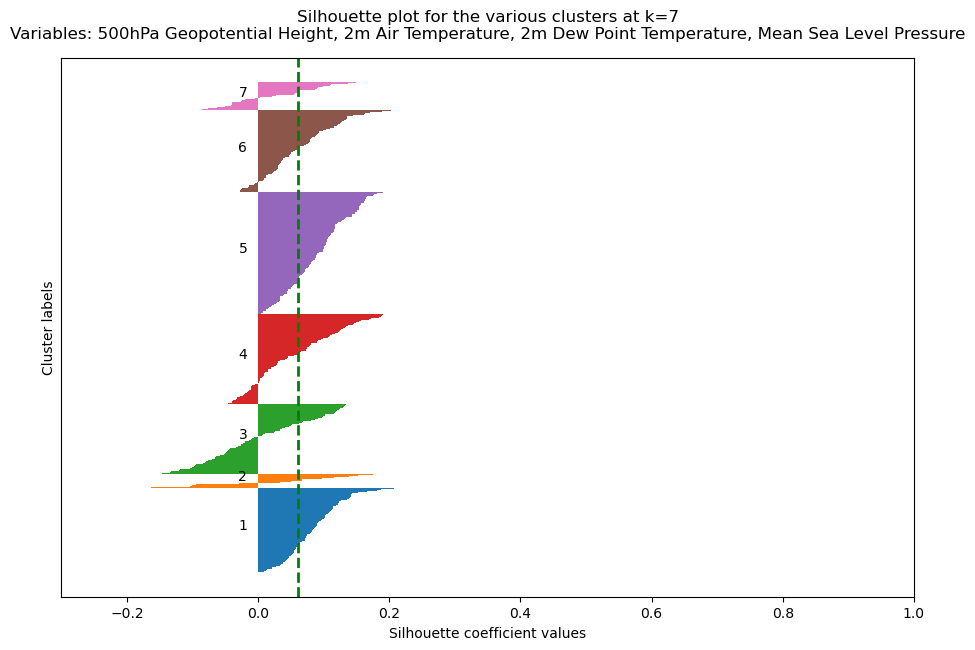 Silhouette plot for the various clusters at k=7
Variables: 500hPa Geopotential Height, 2m Air Temperature, 2m Dew Point Temperature, Mean Sea Level Pressure
7
6
5
4
3
2
1
Cluster labels
−0.2 0.0 0.2 0.4 0.6 0.8 1.0
Silhouette coefficient values